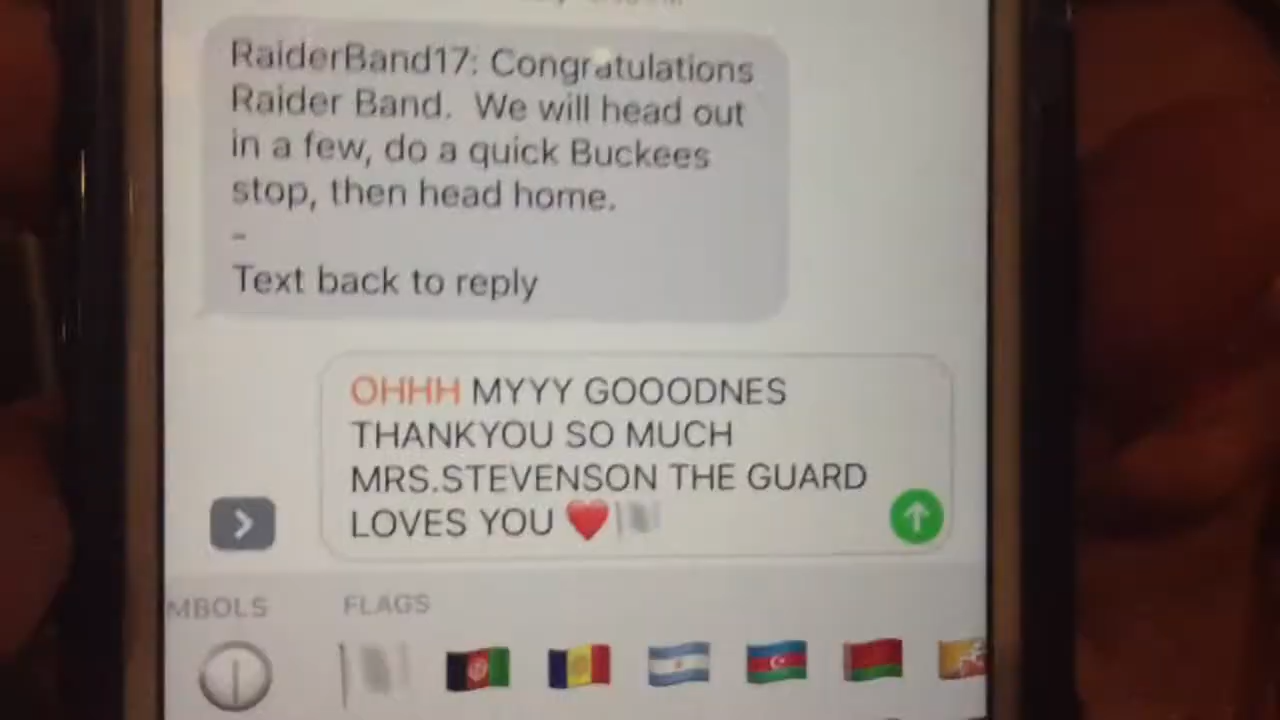 RaiderBand17: Congratulations
Raider Band. We will head out
in a few, do a quick Buckees
stop, then head home.
-
Text back to reply
OHHH MYYY GOOODNES
THANKYOU SO MUCH
MRS.STEVENSON THE GUARD
LOVES YOU ❤️🏳️
MBOLS FLAGS